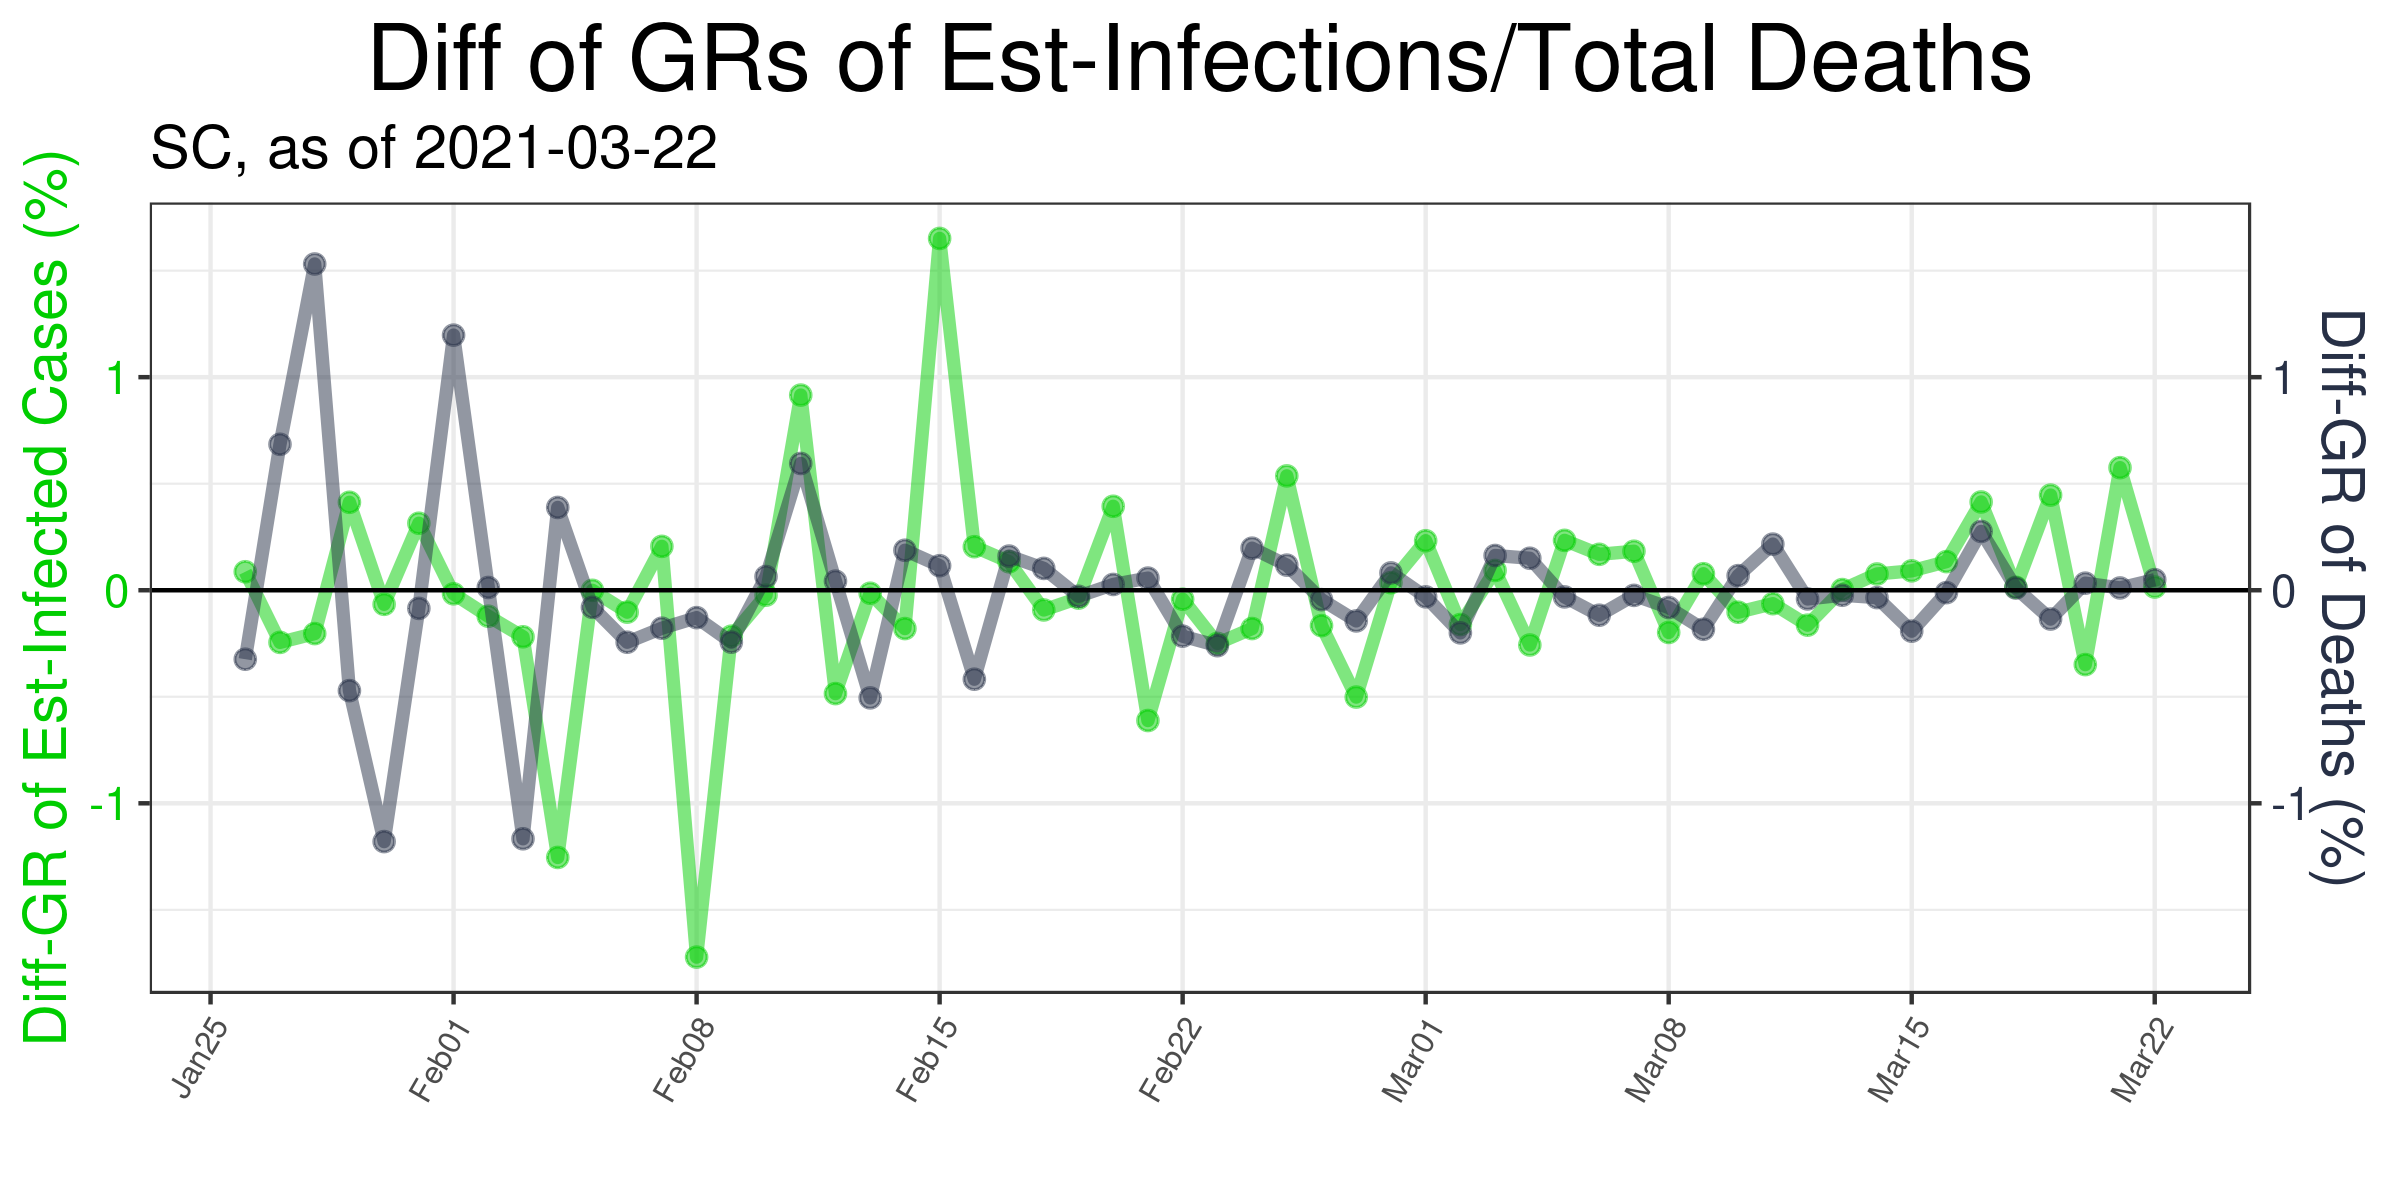 Diff of GRs of Est-Infections/Total Deaths
SC, as of 2021-03-22
Diff-GR of Est-Infected Cases (%)
1
0
-1
1
0
-1
Diff-GR of Deaths (%)
Jan25
Feb01
Feb08
Feb15
Feb22
Mar01
Mar08
Mar15
Mar22